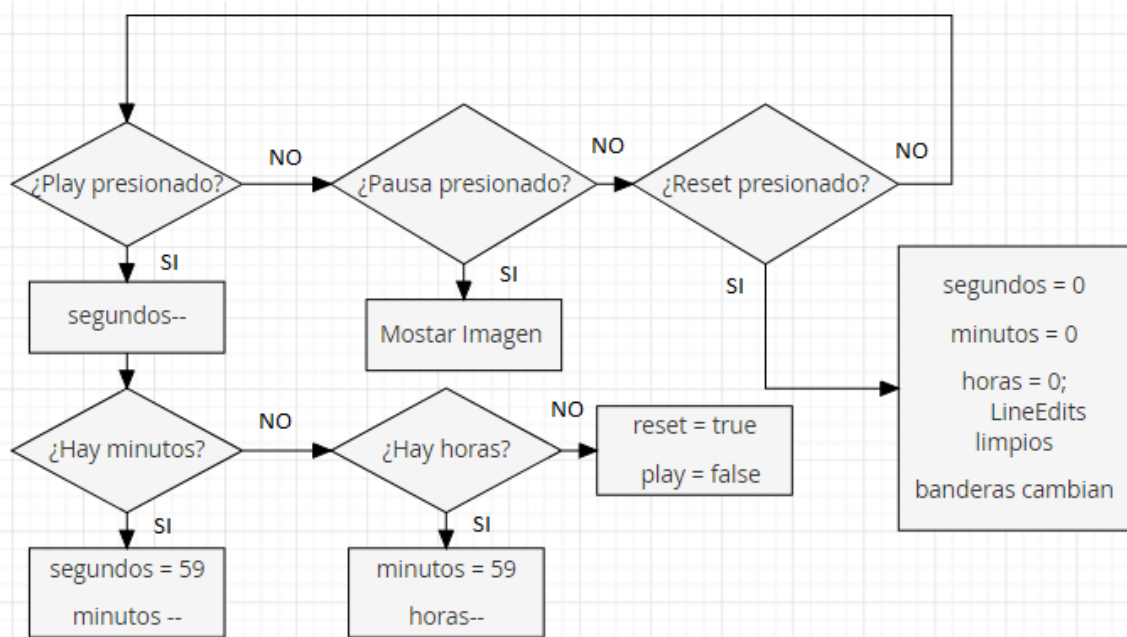 ¿Play presionado?
NO
¿Pausa presionado?
NO
¿Reset presionado?
NO
SI
segundos--
SI
Mostar Imagen
SI
segundos = 0
minutos = 0
horas = 0;
LineEdits
limpios
banderas cambian
¿Hay minutos?
NO
¿Hay horas?
NO
reset = true
play = false
SI
segundos = 59
minutos --
SI
minutos = 59
horas--